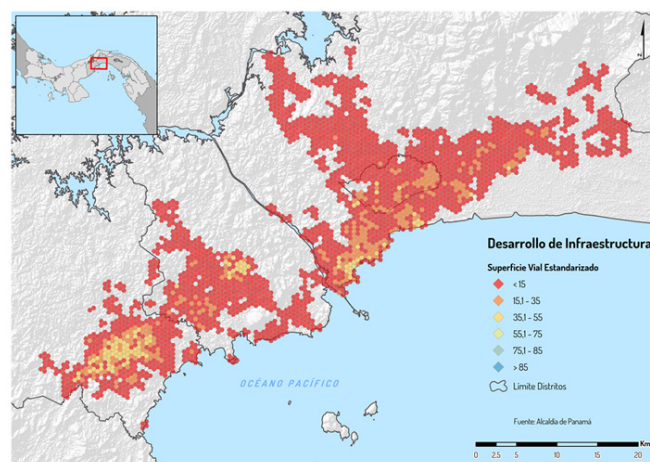 Desarrollo de Infraestructura
Superficie Vial Estandarizado
< 15
15,1 - 35
35,1 - 55
55,1 - 75
75,1 - 85
> 85
Límite Distritos
OCÉANO PACÍFICO
Fuente: Alcaldía de Panamá
Km
0 2.5 5 10 15 20